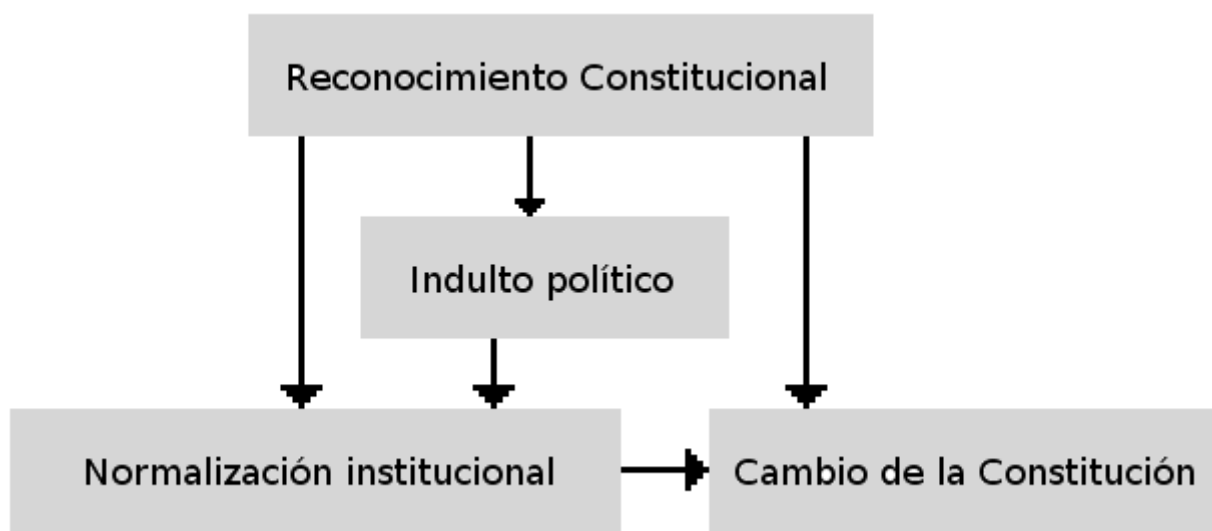 Reconocimiento Constitucional
Indulto político
Normalización institucional
Cambio de la Constitución